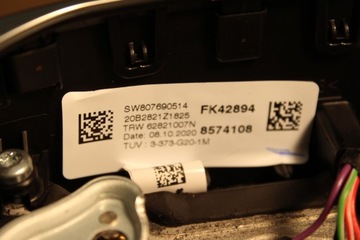 SW807690514
20B2821Z1825
TRW 62821007N
Date: 08.10.2020
TUV : 3-373-G20-1M
FK42894
8574108